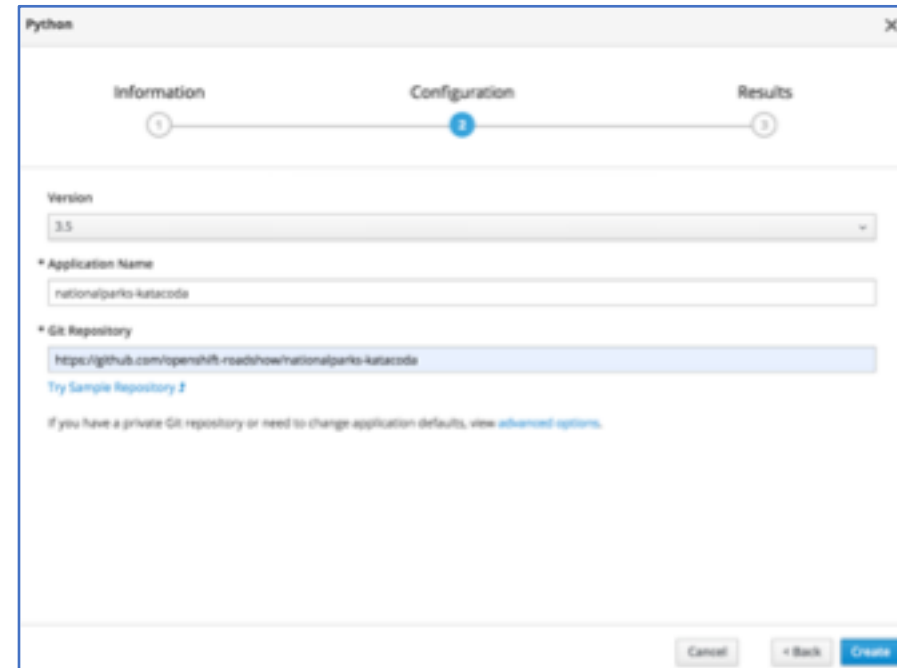 Python
Information
Configuration
Results
1
2
3
Version
3.5
* Application Name
nationalparks-katacoda
* Git Repository
https://github.com/openshift-roadshow/nationalparks-katacoda
Try Sample Repository
If you have a private Git repository or need to change application defaults, view advanced options.
Cancel
< Back
Create